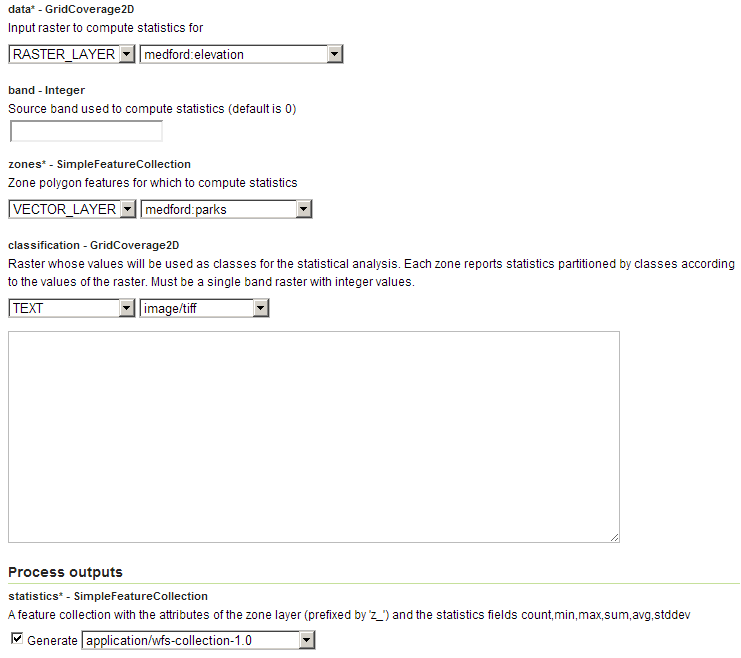 data* - GridCoverage2D
Input raster to compute statistics for
RASTER_LAYER medford:elevation
band - Integer
Source band used to compute statistics (default is 0)
zones* - SimpleFeatureCollection
Zone polygon features for which to compute statistics
VECTOR_LAYER medford:parks
classification - GridCoverage2D
Raster whose values will be used as classes for the statistical analysis. Each zone reports statistics partitioned by classes according
to the values of the raster. Must be a single band raster with integer values.
TEXT image/tiff
Process outputs
statistics* - SimpleFeatureCollection
A feature collection with the attributes of the zone layer (prefixed by 'z_') and the statistics fields count,min,max,sum,avg,stddev
Generate application/wfs-collection-1.0